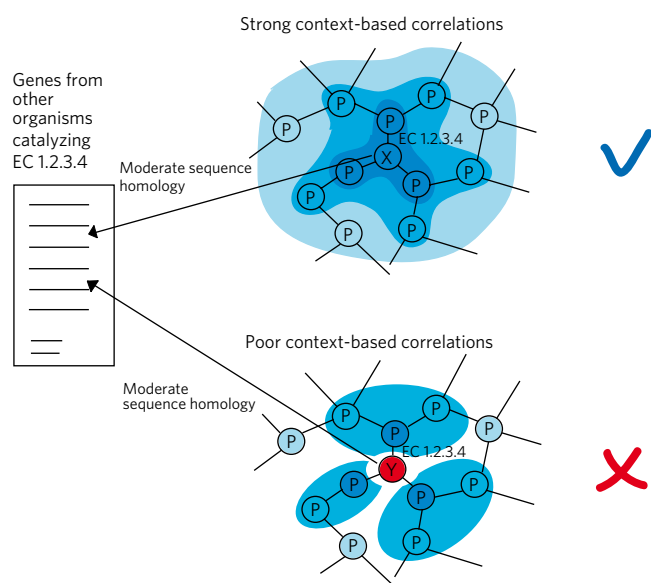 Strong context-based correlations
Genes from
other
organisms
catalyzing
EC 1.2.3.4
P
P
P
P
P
EC 1.2.3.4
X
Moderate sequence
homology
P
P
P
P
P
P
Poor context-based correlations
Moderate
sequence homology
P
P
P
P
P
EC 1.2.3.4
Y
P
P
P
P
P
P